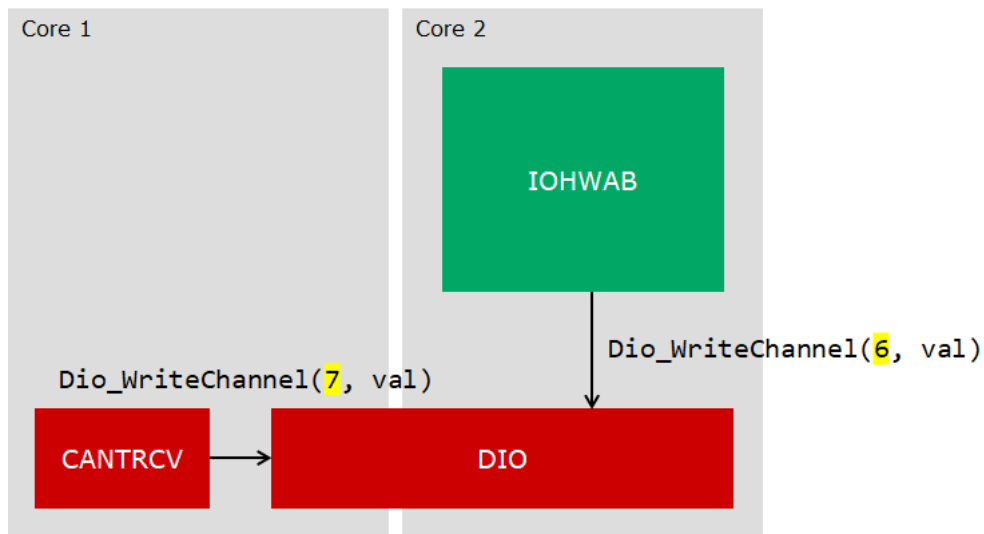 Core 1
Core 2
IOHWAB
Dio_WriteChannel(6, val)
Dio_WriteChannel(7, val)
CANTRCV
DIO